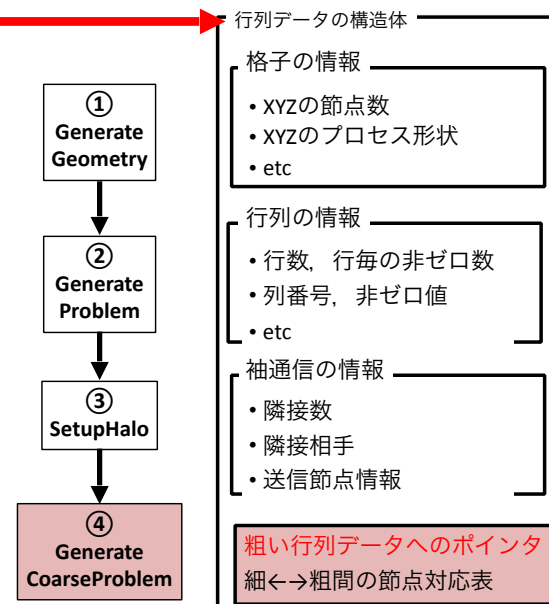 ①
Generate
Geometry
②
Generate
Problem
③
SetupHalo
④
Generate
CoarseProblem
行列データの構造体
格子の情報
• XYZの節点数
• XYZのプロセス形状
• etc
行列の情報
• 行数，行毎の非ゼロ数
• 列番号，非ゼロ値
• etc
袖通信の情報
• 隣接数
• 隣接相手
• 送信節点情報
粗い行列データへのポインタ
細←→粗間の節点対応表